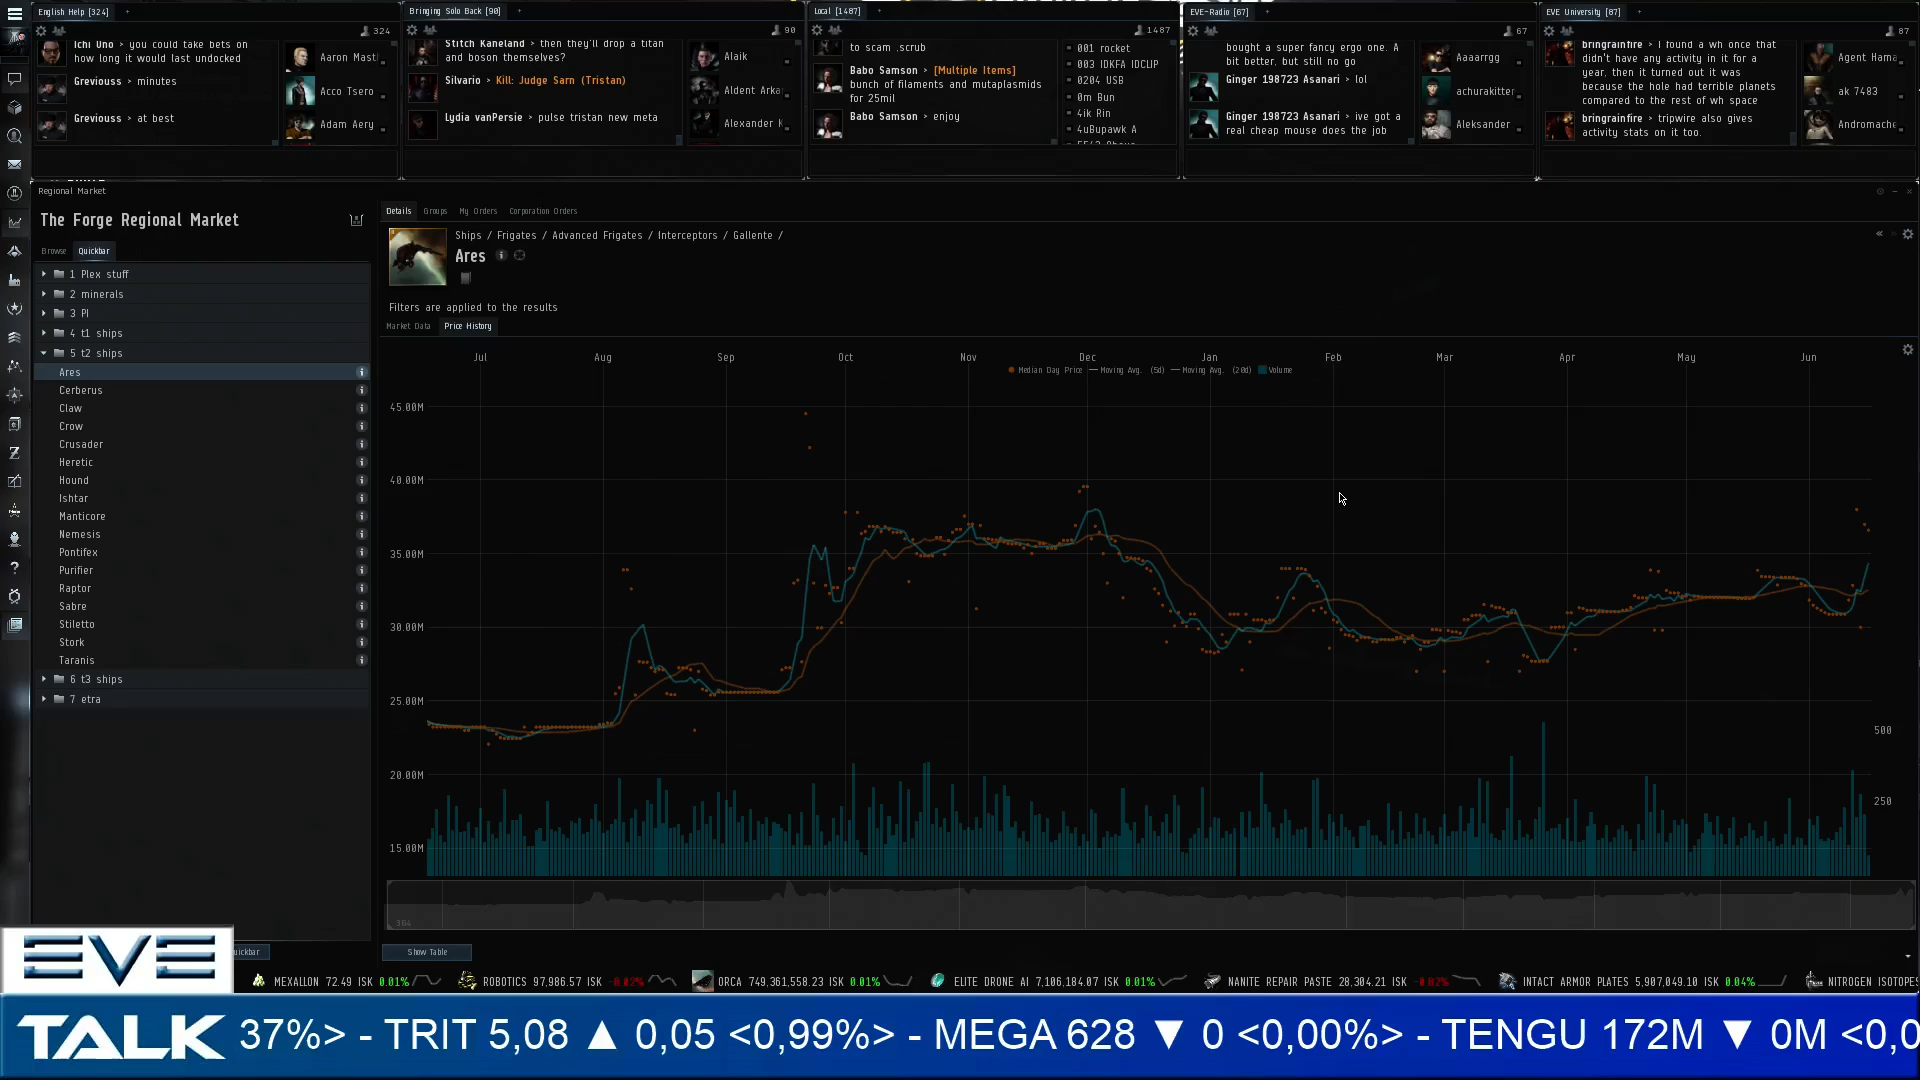 English Help [324]
324
Ichi Uno > you could take bets on
how long it would last undocked
Greviouss > minutes
Greviouss > at best
Acco Tsero
Adam Aery
Bringing Solo Back [90]
90
Stitch Kaneland > then they'll drop a titan
and boson themselves?
Silvario > Kill: Judge Sarn (Tristan)
Lydia vanPersie > pulse tristan new meta
Alaik
Aldent Arka
Alexander K
Local [1487]
1487
to scam .scrub
Babo Samson > [Multiple Items]
bunch of filaments and mutaplasmids
for 25mil
Babo Samson > enjoy
001 rocket
003 IDKFA IDCLIP
0204 USB
0m Bun
4ik Rin
4uBupawk A
EVE-Radio [67]
67
bought a super fancy ergo one. A
bit better, but still no go
Ginger 198723 Asanari > lol
Ginger 198723 Asanari > ive got a
real cheap mouse does the job
Aaaarrgg
achurakitter
Aleksander
EVE University [87]
87
bringrainfire > I found a wh once that
didn't have any activity in it for a
year, then it turned out it was
because the hole had terrible planets
compared to the rest of wh space
bringrainfire > tripwire also gives
activity stats on it too.
Agent Hama
ak 7483
Andromache
Regional Market
The Forge Regional Market
Browse Quickbar
1 Plex stuff
2 minerals
3 PI
4 t1 ships
5 t2 ships
Ares
Cerberus
Claw
Crow
Crusader
Heretic
Hound
Ishtar
Manticore
Nemesis
Pontifex
Purifier
Raptor
Sabre
Stiletto
Stork
Taranis
6 t3 ships
7 etra
Details Groups My Orders Corporation Orders
Ships / Frigates / Advanced Frigates / Interceptors / Gallente /
Ares
Filters are applied to the results
Market Data Price History
Jul Aug Sep Oct Nov Dec Jan Feb Mar Apr May Jun
Median Day Price Moving Avg. (5d) Moving Avg. (20d) Volume
45.00M
40.00M
35.00M
30.00M
25.00M
20.00M
15.00M
500
250
364
uickbar
Show Table
EVE
MEXALLON 72.49 ISK 0.01% ROBOTICS 97,986.57 ISK -0.02% ORCA 749,361,558.23 ISK 0.01% ELITE DRONE AI 7,106,184.07 ISK 0.01% NANITE REPAIR PASTE 28,304.21 ISK -0.02% INTACT ARMOR PLATES 5,907,049.10 ISK 0.04% NITROGEN ISOTOPES
TALK
37%> - TRIT 5,08 ▲ 0,05 <0,99%> - MEGA 628 ▼ 0 <0,00%> - TENGU 172M ▼ 0M <0,0